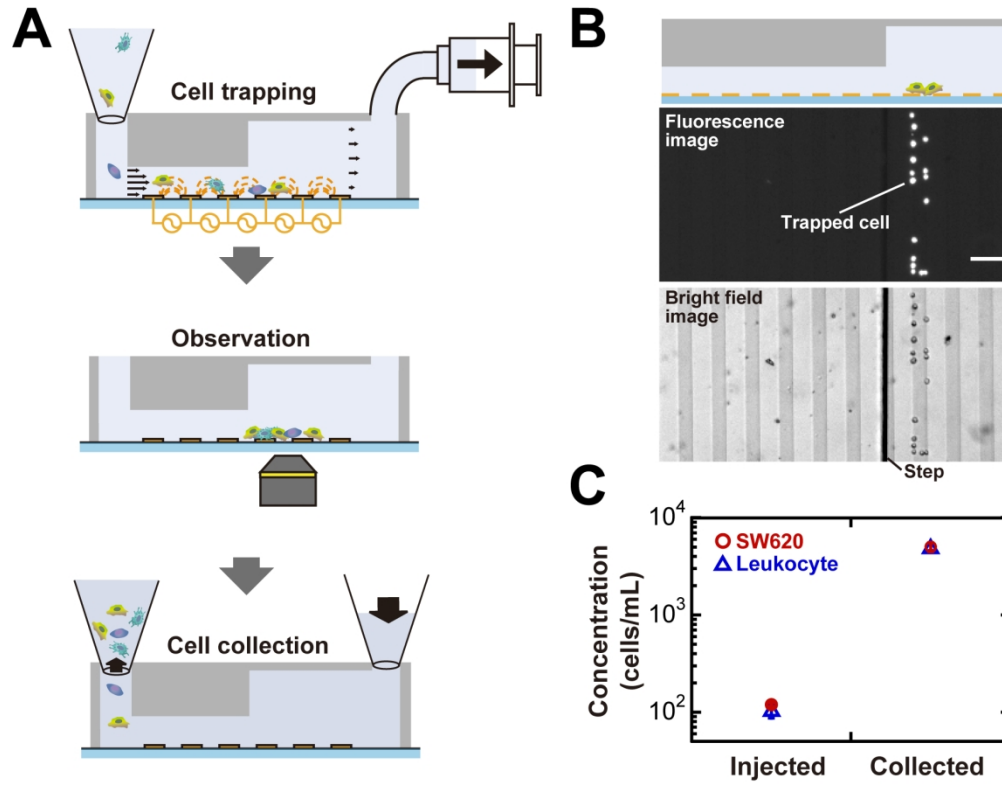 A
Cell trapping
Observation
Cell collection
B
Fluorescence
image
Trapped cell
Bright field
image
Step
C
Concentration
(cells/mL)
10⁴
10³
10²
SW620
Leukocyte
Injected
Collected